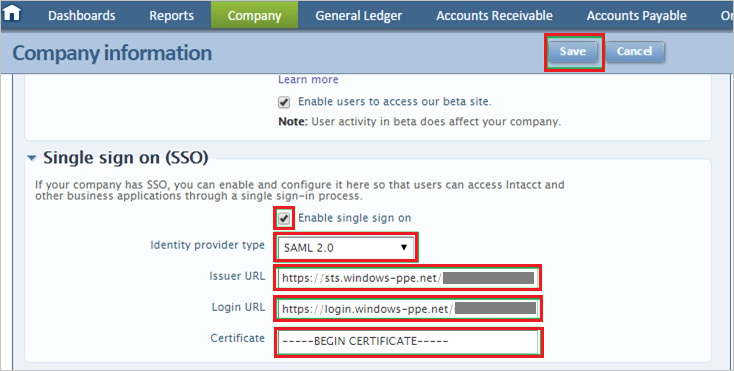 Dashboards Reports Company General Ledger Accounts Receivable Accounts Payable
Company information Save Cancel
Learn more
Enable users to access our beta site.
Note: User activity in beta does affect your company.
Single sign on (SSO)
If your company has SSO, you can enable and configure it here so that users can access Intacct and
other business applications through a single sign-in process.
Enable single sign on
Identity provider type SAML 2.0
Issuer URL https://sts.windows-ppe.net/
Login URL https://login.windows-ppe.net/
Certificate -----BEGIN CERTIFICATE-----